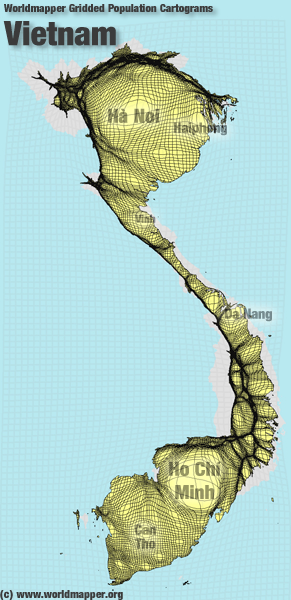 Worldmapper Gridded Population Cartograms
Vietnam
Hà Noi
Haiphong
Vinh
Da Nang
Ho Chi
Minh
Can
Tho
(c) www.worldmapper.org